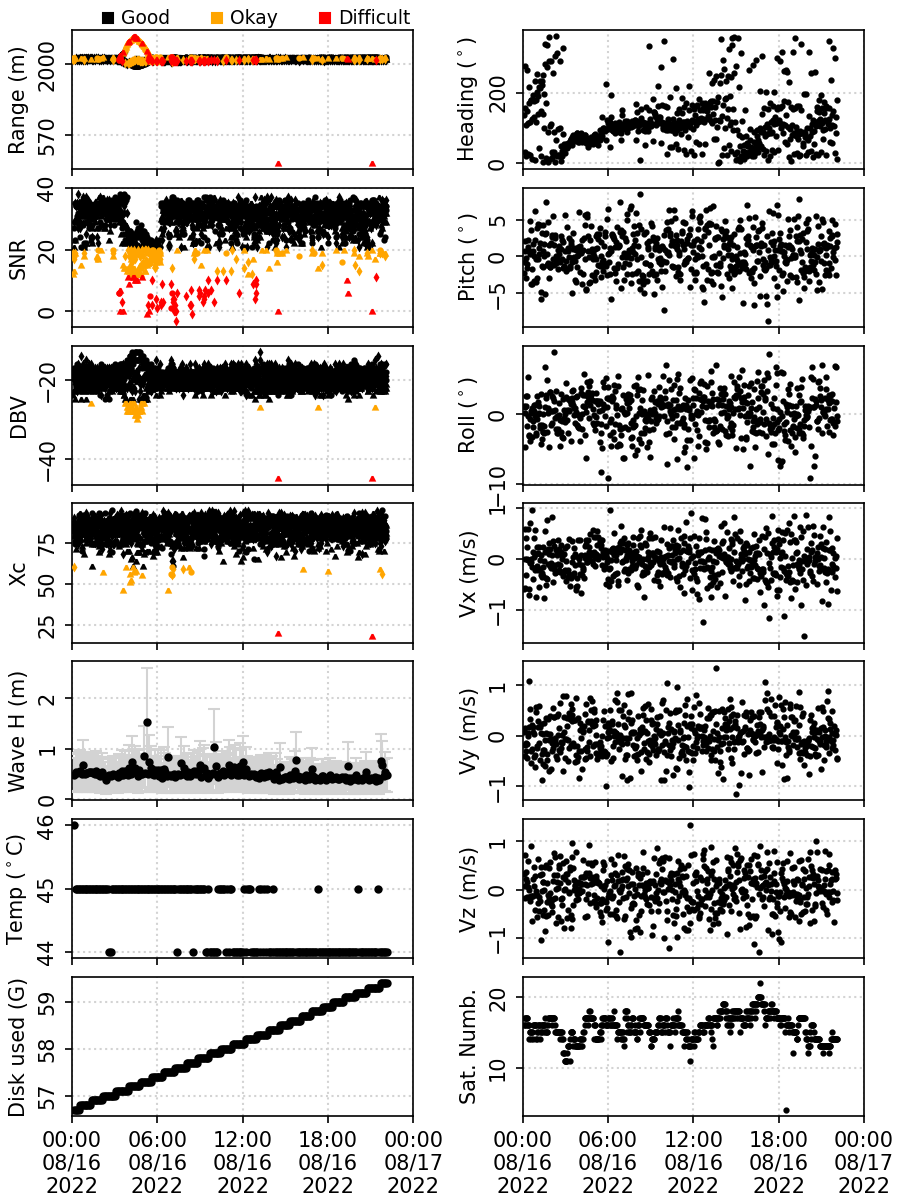 Good Okay Difficult
Range (m)
2000
570
Heading (°)
200
0
SNR
40
20
0
Pitch (°)
5
0
−5
DBV
−20
−40
Roll (°)
0
−10
Xc
75
50
25
Vx (m/s)
1
0
−1
Wave H (m)
2
1
0
Vy (m/s)
1
0
−1
Temp (°C)
46
45
44
Vz (m/s)
1
0
−1
Disk used (G)
59
58
57
Sat. Numb.
20
10
00:00 06:00 12:00 18:00 00:00 00:00 06:00 12:00 18:00 00:00
08/16 08/16 08/16 08/16 08/17 08/16 08/16 08/16 08/16 08/17
2022 2022 2022 2022 2022 2022 2022 2022 2022 2022